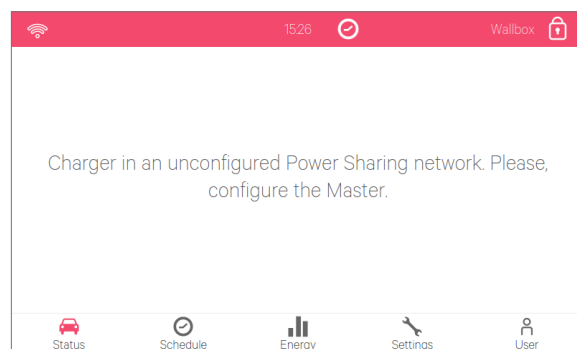 15:26 Wallbox
Charger in an unconfigured Power Sharing network. Please,
configure the Master.
Status Schedule Energy Settings User